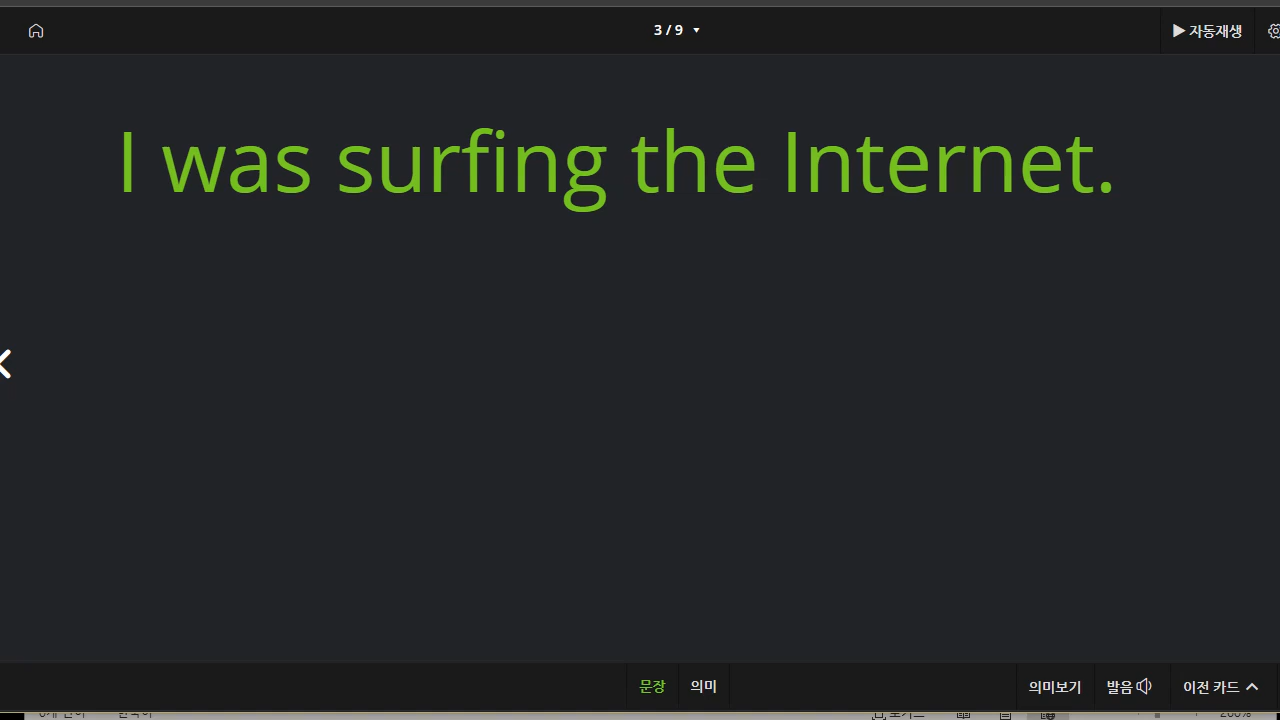 3 / 9
자동재생
I was surfing the Internet.
문장
의미
의미보기
발음
이전 카드